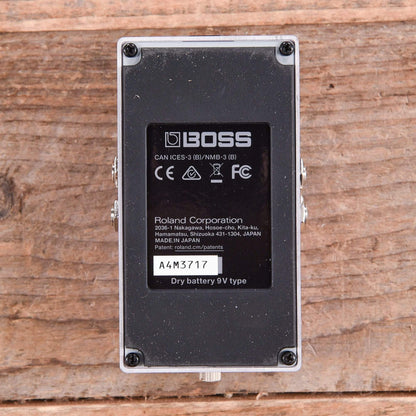 BOSS
CAN ICES-3 (B)/NMB-3 (B)
CE FC
Roland Corporation
2036-1 Nakagawa, Hosoe-cho, Kita-ku,
Hamamatsu, Shizuoka 431-1304, JAPAN
MADE IN JAPAN
Patent: roland.cm/patents
A4M3717
Dry battery 9V type